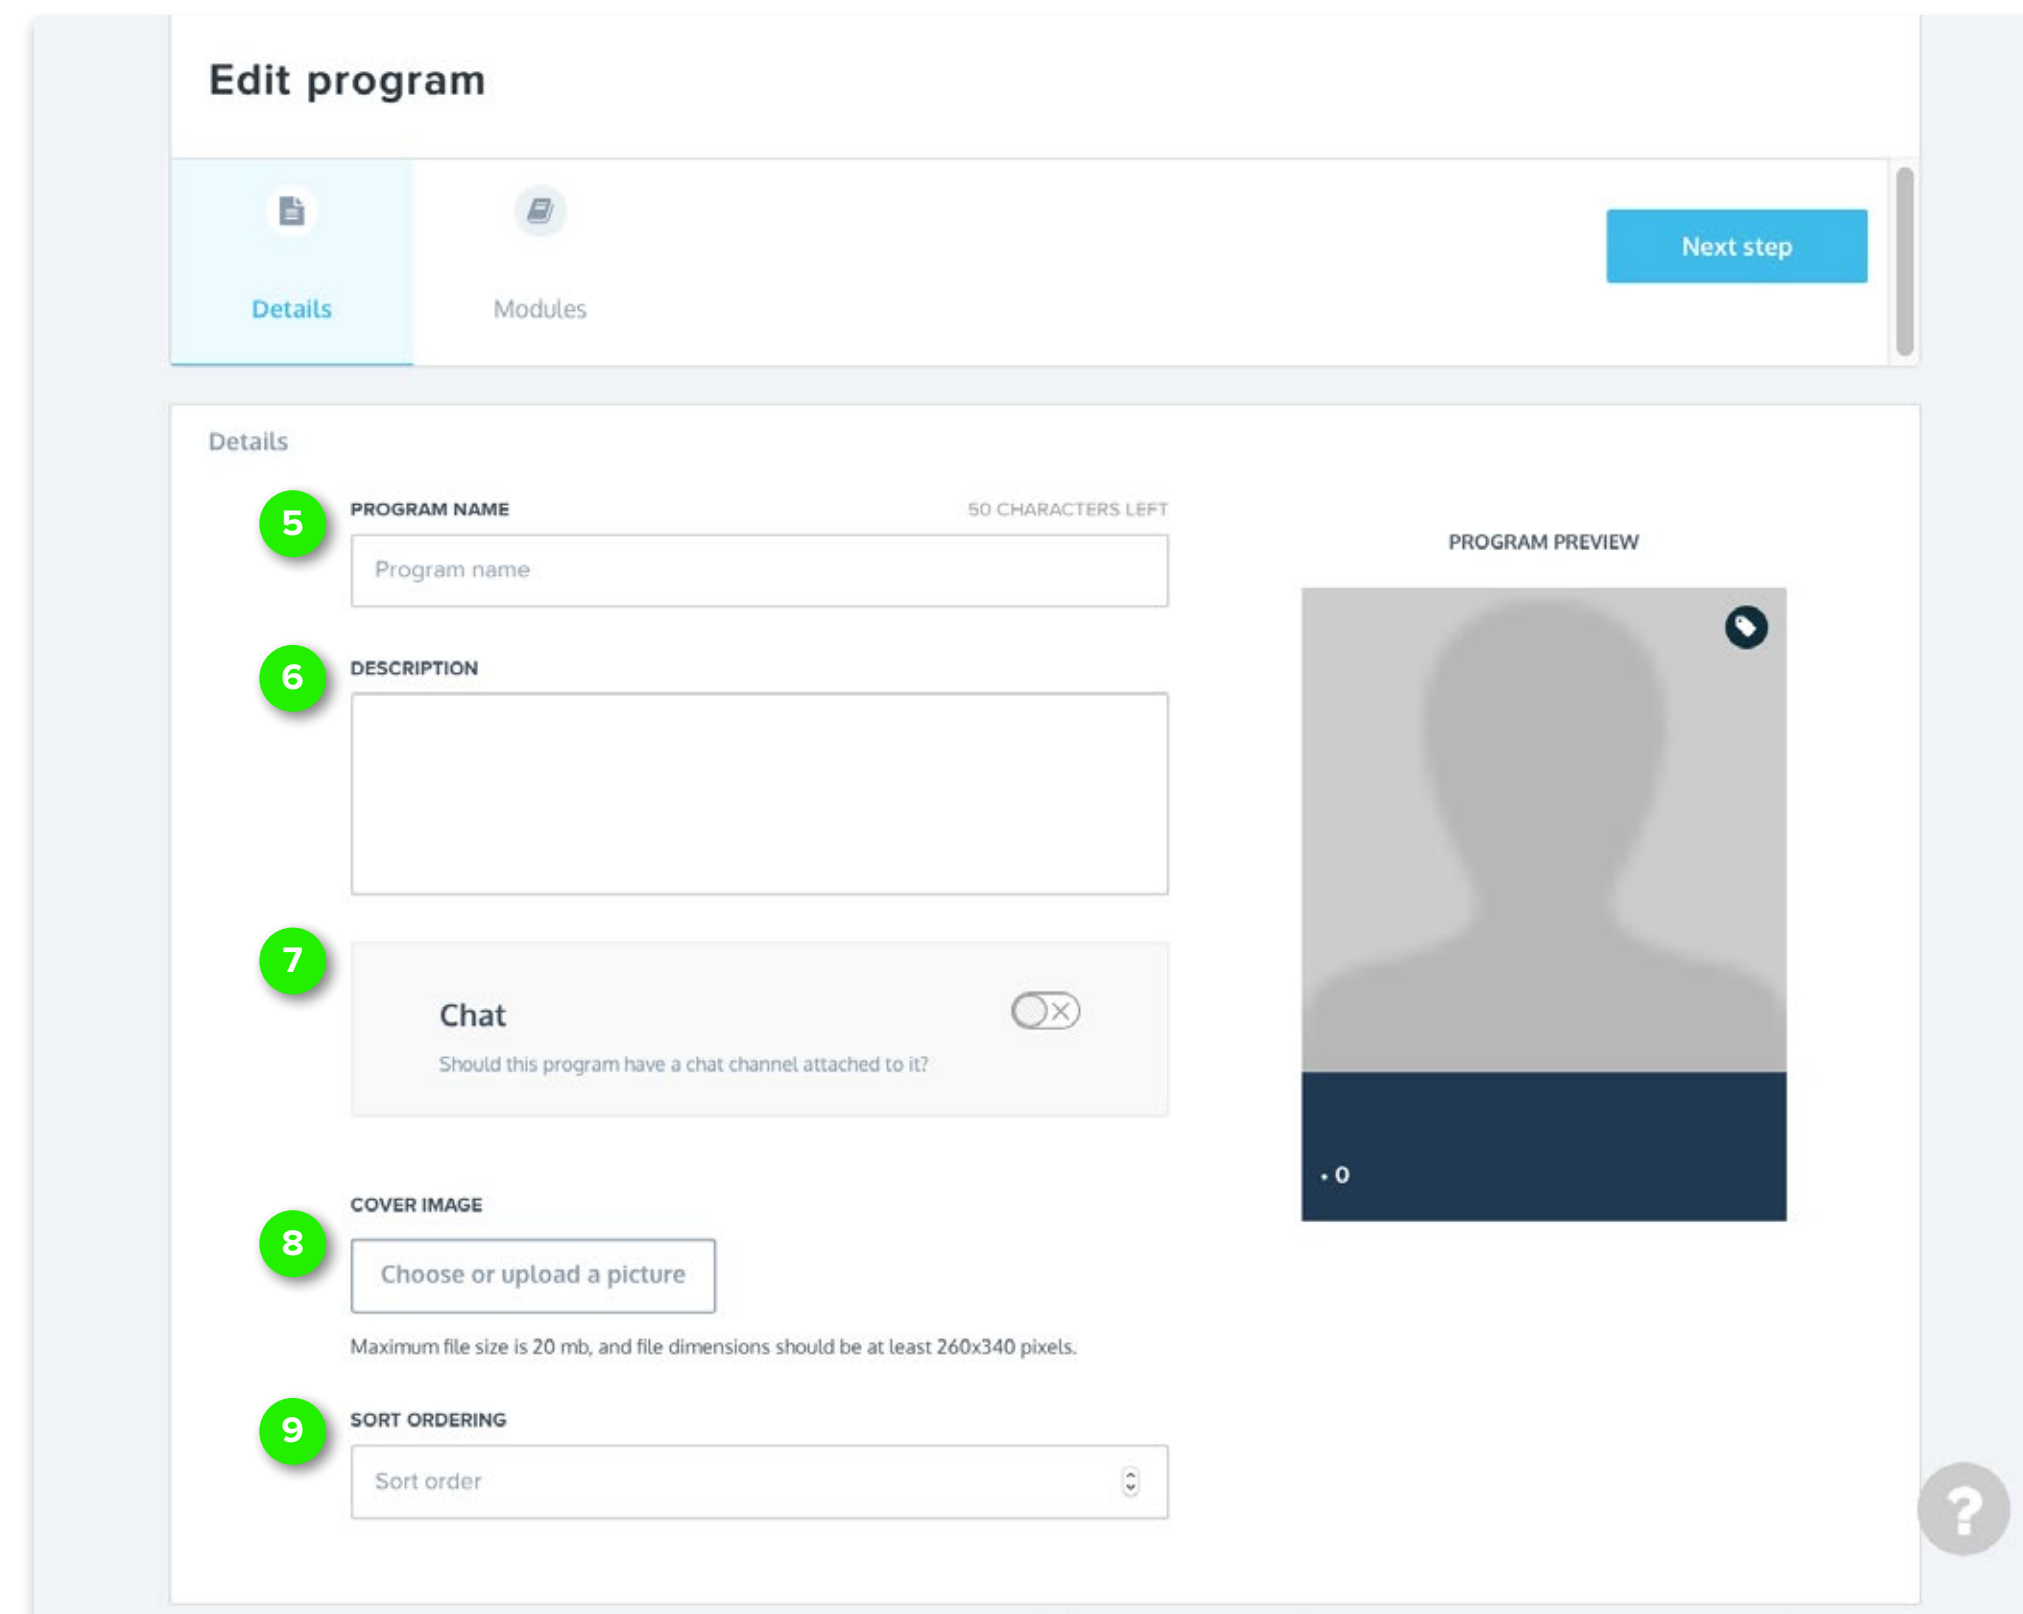 Edit program
Details
Modules
Next step
Details
5
PROGRAM NAME
50 CHARACTERS LEFT
Program name
PROGRAM PREVIEW
6
DESCRIPTION
7
Chat
Should this program have a chat channel attached to it?
• 0
COVER IMAGE
8
Choose or upload a picture
Maximum file size is 20 mb, and file dimensions should be at least 260x340 pixels.
9
SORT ORDERING
Sort order
?